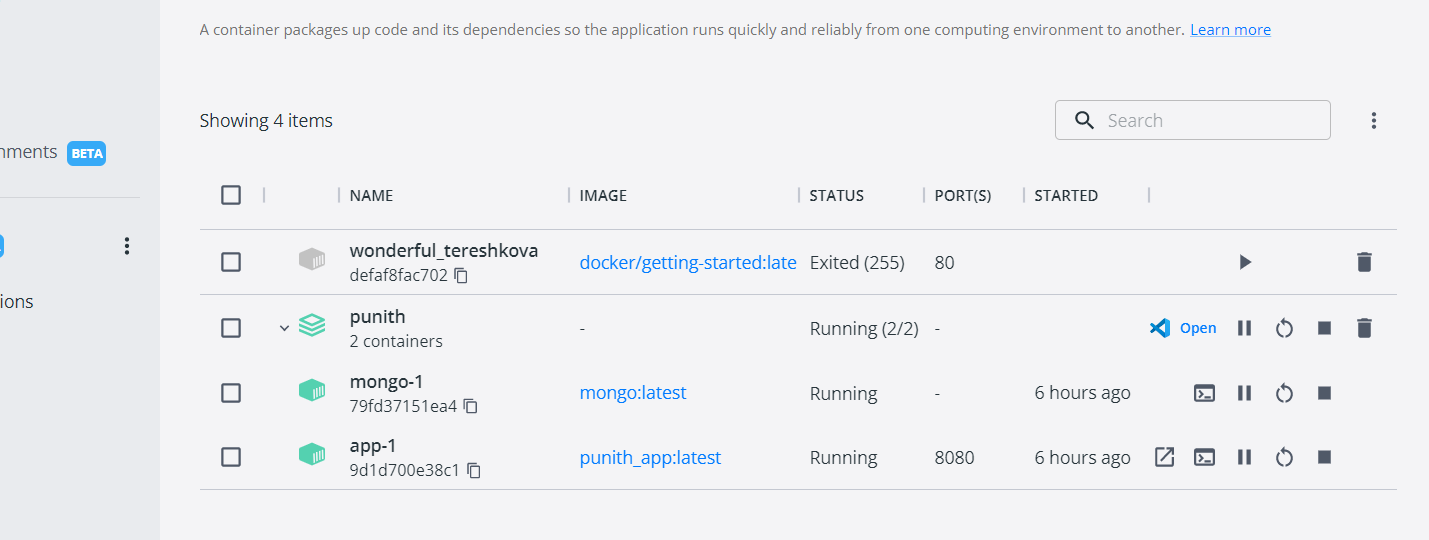 A container packages up code and its dependencies so the application runs quickly and reliably from one computing environment to another. Learn more
Showing 4 items
Search
nments BETA
NAME IMAGE STATUS PORT(S) STARTED
wonderful_tereshkova
defaf8fac702
docker/getting-started:late Exited (255) 80
ions
punith
2 containers
- Running (2/2) - Open
mongo-1
79fd37151ea4
mongo:latest Running - 6 hours ago
app-1
9d1d700e38c1
punith_app:latest Running 8080 6 hours ago